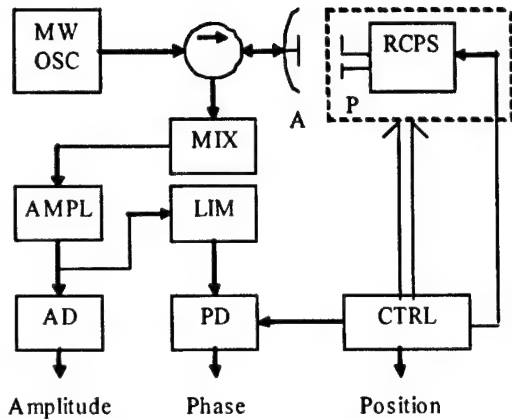 MW
OSC
RCPS
P
A
MIX
AMPL
LIM
AD
PD
CTRL
Amplitude
Phase
Position